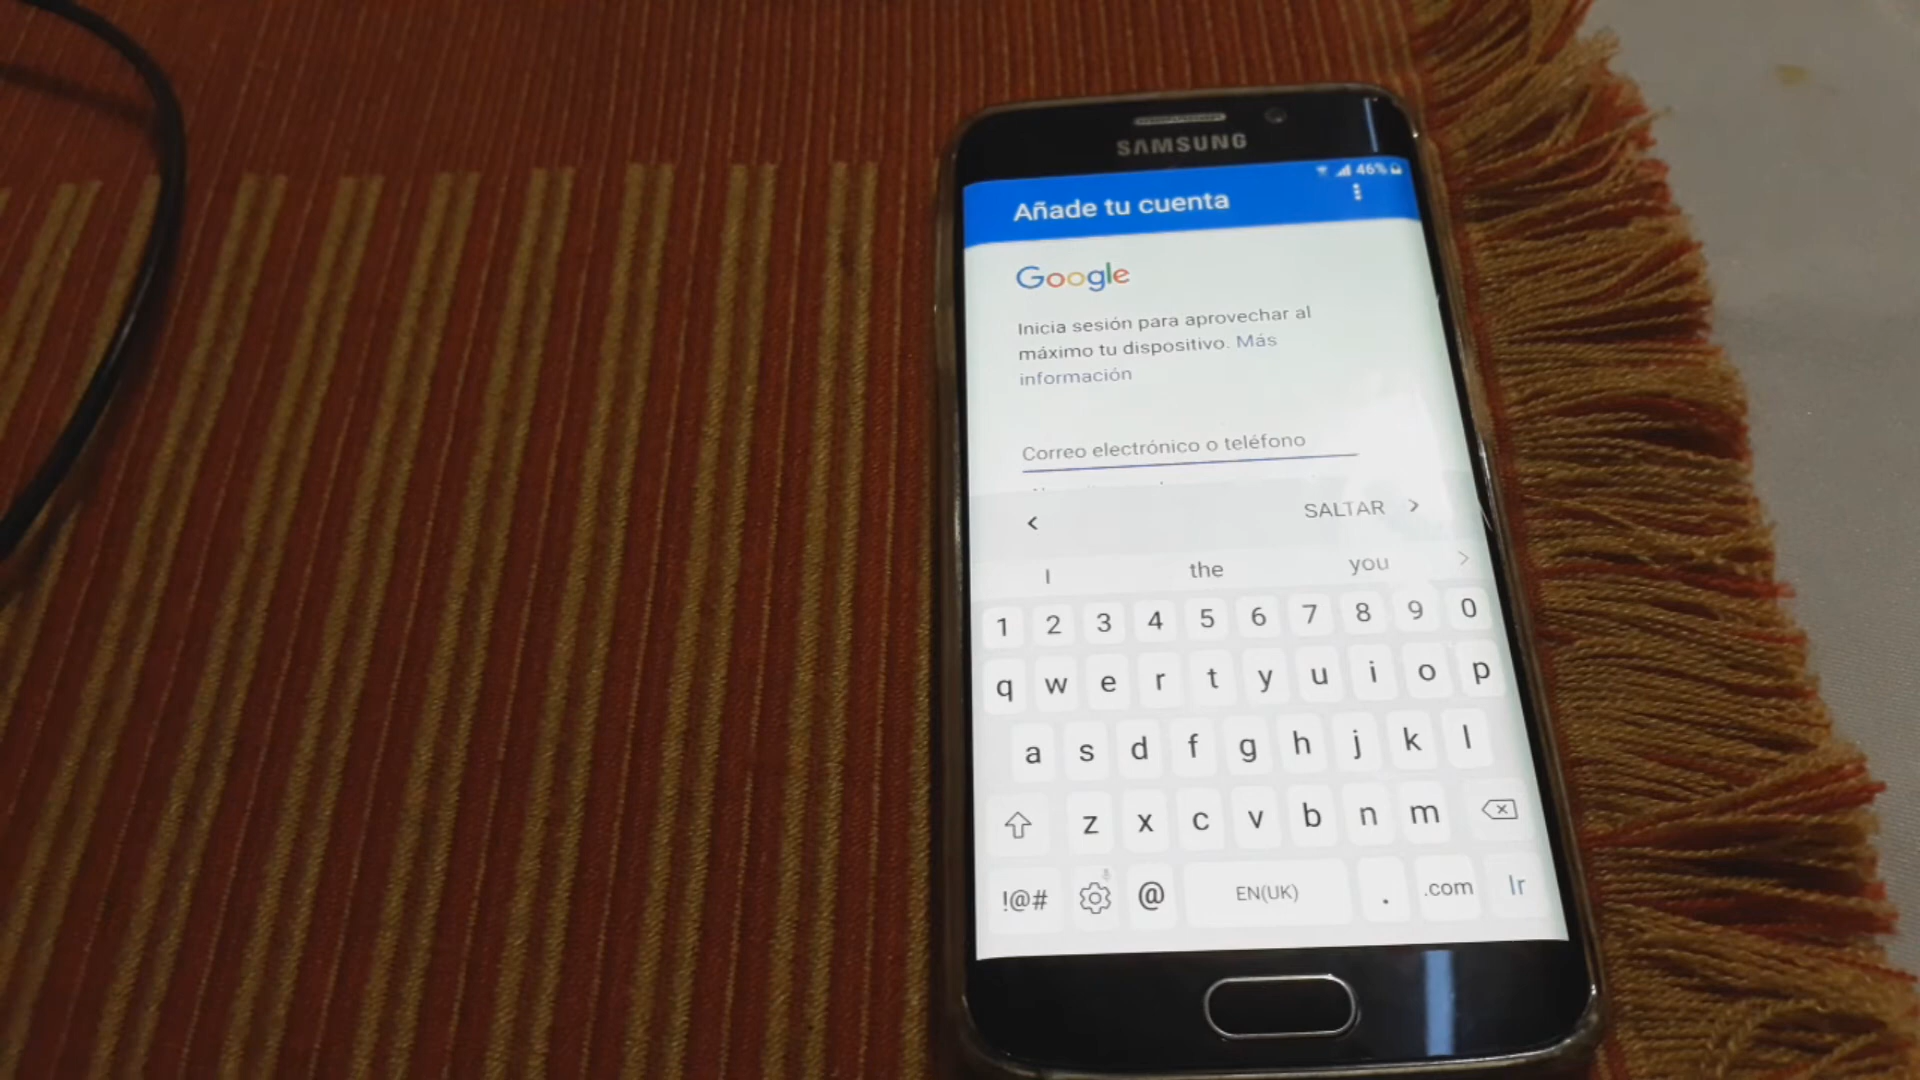 SAMSUNG
46%
Añade tu cuenta
Google
Inicia sesión para aprovechar al
máximo tu dispositivo. Más
información
Correo electrónico o teléfono
SALTAR
I the you
1 2 3 4 5 6 7 8 9 0
q w e r t y u i o p
a s d f g h j k l
z x c v b n m
!@# @ EN(UK) . .com Ir